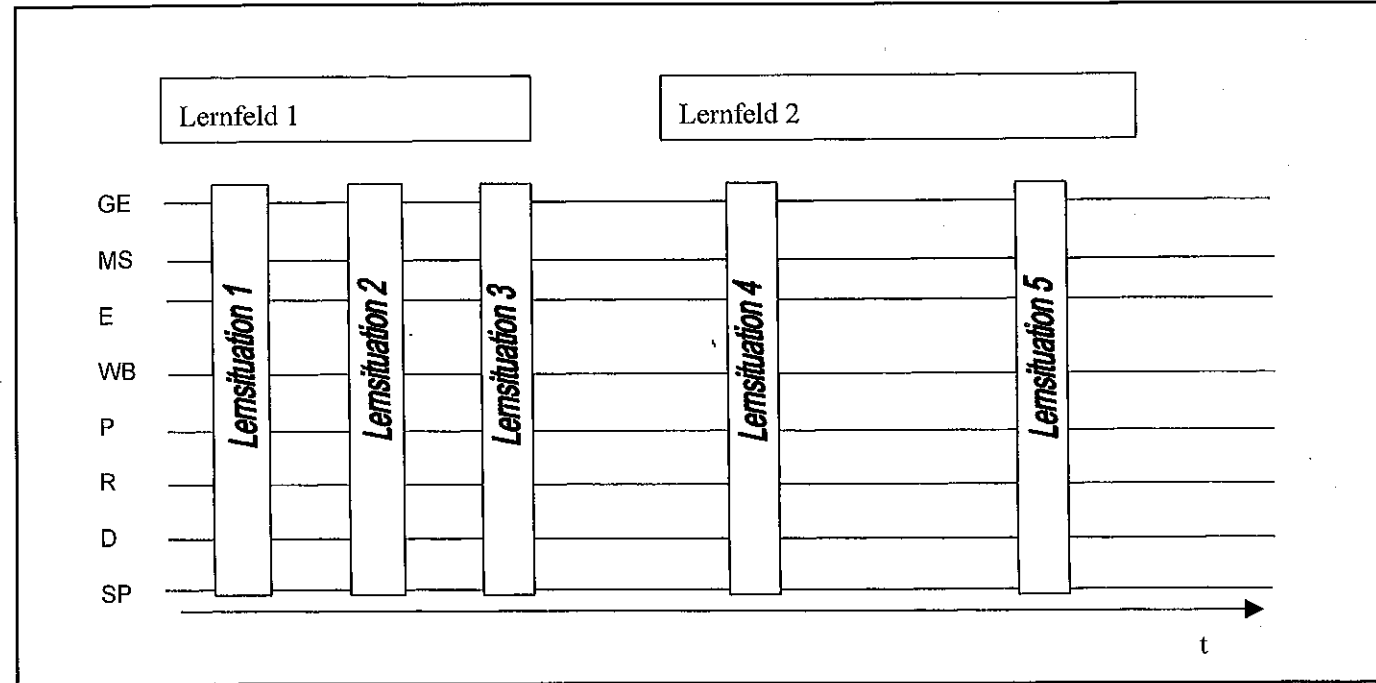 Lernfeld 1
Lernfeld 2
GE
MS
E
WB
P
R
D
SP
Lernsituation 1
Lernsituation 2
Lernsituation 3
Lernsituation 4
Lernsituation 5
t